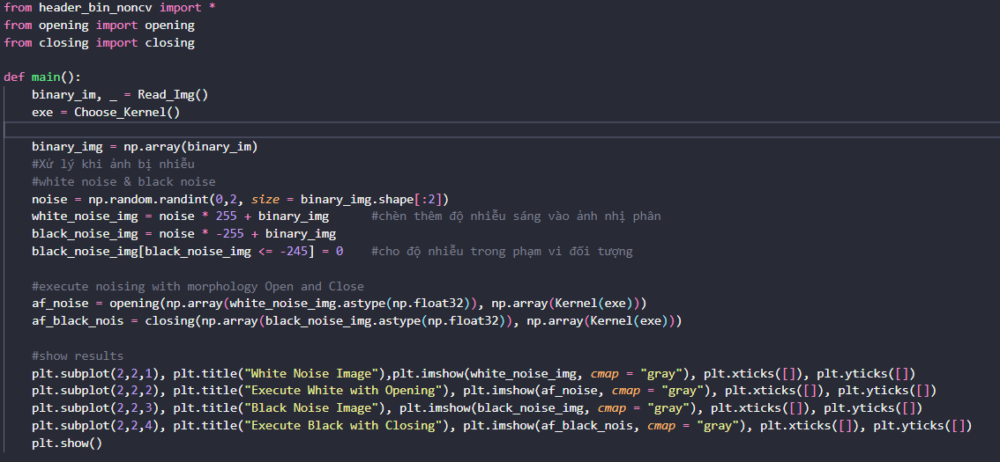 from header_bin_noncv import *
from opening import opening
from closing import closing
def main():
    binary_im, _ = Read_Img()
    exe = Choose_Kernel()
    binary_img = np.array(binary_im)
    #Xử lý khi ảnh bị nhiễu
    #white noise & black noise
    noise = np.random.randint(0,2, size = binary_img.shape[:2])
    white_noise_img = noise * 255 + binary_img      #chèn thêm độ nhiễu sáng vào ảnh nhị phân
    black_noise_img = noise * -255 + binary_img
    black_noise_img[black_noise_img <= -245] = 0    #cho độ nhiễu trong phạm vi đối tượng
    #execute noising with morphology Open and Close
    af_noise = opening(np.array(white_noise_img.astype(np.float32)), np.array(Kernel(exe)))
    af_black_nois = closing(np.array(black_noise_img.astype(np.float32)), np.array(Kernel(exe)))
    #show results
    plt.subplot(2,2,1), plt.title("White Noise Image"),plt.imshow(white_noise_img, cmap = "gray"), plt.xticks([]), plt.yticks([])
    plt.subplot(2,2,2), plt.title("Execute White with Opening"), plt.imshow(af_noise, cmap = "gray"), plt.xticks([]), plt.yticks([])
    plt.subplot(2,2,3), plt.title("Black Noise Image"), plt.imshow(black_noise_img, cmap = "gray"), plt.xticks([]), plt.yticks([])
    plt.subplot(2,2,4), plt.title("Execute Black with Closing"), plt.imshow(af_black_nois, cmap = "gray"), plt.xticks([]), plt.yticks([])
    plt.show()